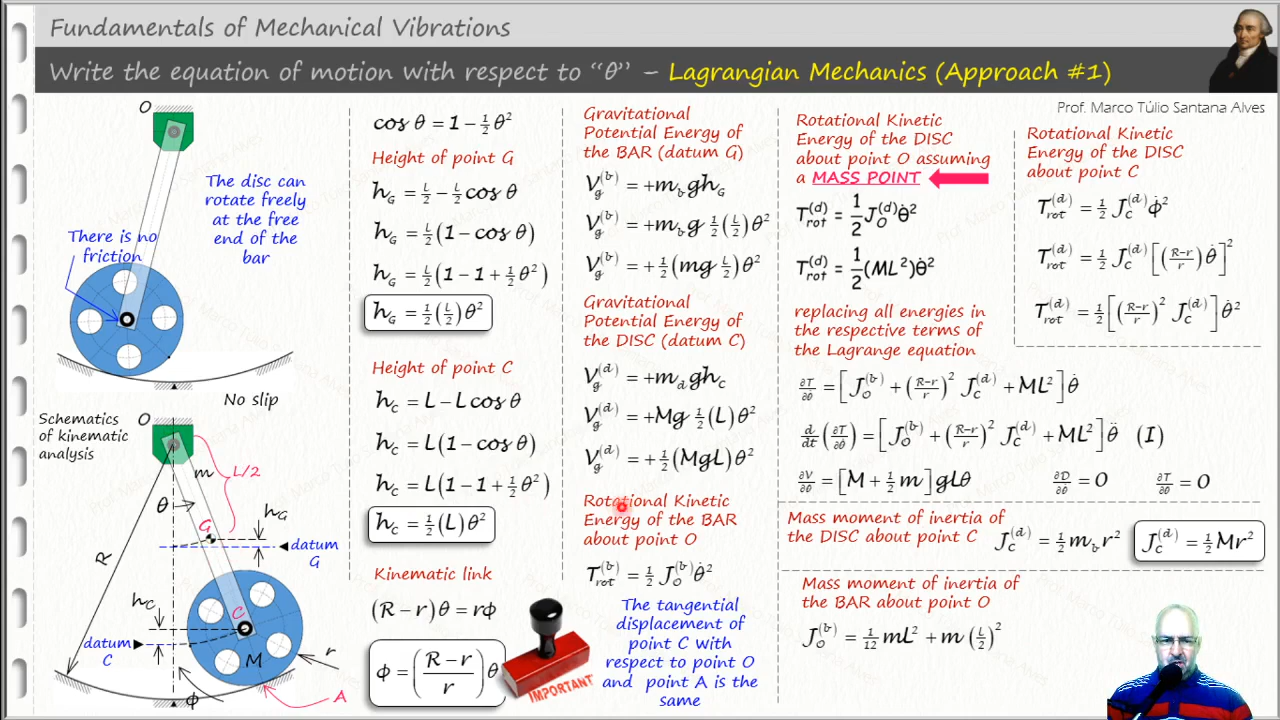 Fundamentals of Mechanical Vibrations
Write the equation of motion with respect to “θ” – Lagrangian Mechanics (Approach #1)
Prof. Marco Túlio Santana Alves
O
The disc can
rotate freely
at the free
end of the
bar
There is no
friction
No slip
Schematics
of kinematic
analysis
O
m
L/2
θ
G
h_G
datum
G
R
h_C
C
datum
C
M
r
A
ϕ
cos θ = 1 − ½ θ²
Height of point G
h_G = L/2 − L/2 cos θ
h_G = L/2 (1 − cos θ)
h_G = L/2 (1 − 1 + ½ θ²)
h_G = ½ (L/2) θ²
Height of point C
h_C = L − L cos θ
h_C = L(1 − cos θ)
h_C = L(1 − 1 + ½ θ²)
h_C = ½ (L) θ²
Kinematic link
(R − r) θ = rϕ
ϕ = ((R − r)/r) θ
Gravitational
Potential Energy of
the BAR (datum G)
V_g^(b) = +m_b g h_G
V_g^(b) = +m_b g ½ (L/2) θ²
V_g^(b) = +½ (mg L/2) θ²
Gravitational
Potential Energy of
the DISC (datum C)
V_g^(d) = +m_d g h_C
V_g^(d) = +Mg ½ (L) θ²
V_g^(d) = +½ (MgL) θ²
Rotational Kinetic
Energy of the BAR
about point O
T_rot^(b) = ½ J_O^(b) θ̇²
IMPORTANT
The tangential
displacement of
point C with
respect to point O
and point A is the
same
Rotational Kinetic
Energy of the DISC
about point O assuming
a MASS POINT
T_rot^(d) = 1/2 J_O^(d) θ̇²
T_rot^(d) = 1/2 (ML²) θ̇²
replacing all energies in
the respective terms of
the Lagrange equation
Rotational Kinetic
Energy of the DISC
about point C
T_rot^(d) = ½ J_C^(d) ϕ̇²
T_rot^(d) = ½ J_C^(d) [((R−r)/r) θ̇]²
T_rot^(d) = ½ [((R−r)/r)² J_C^(d)] θ̇²
∂T/∂θ̇ = [J_O^(b) + ((R−r)/r)² J_C^(d) + ML²] θ̇
d/dt (∂T/∂θ̇) = [J_O^(b) + ((R−r)/r)² J_C^(d) + ML²] θ̈ (I)
∂V/∂θ = [M + ½ m] gLθ ∂D/∂θ̇ = 0 ∂T/∂θ = 0
Mass moment of inertia of
the DISC about point C J_C^(d) = ½ m_b r² J_C^(d) = ½ Mr²
Mass moment of inertia of
the BAR about point O
J_O^(b) = 1/12 mL² + m (L/2)²